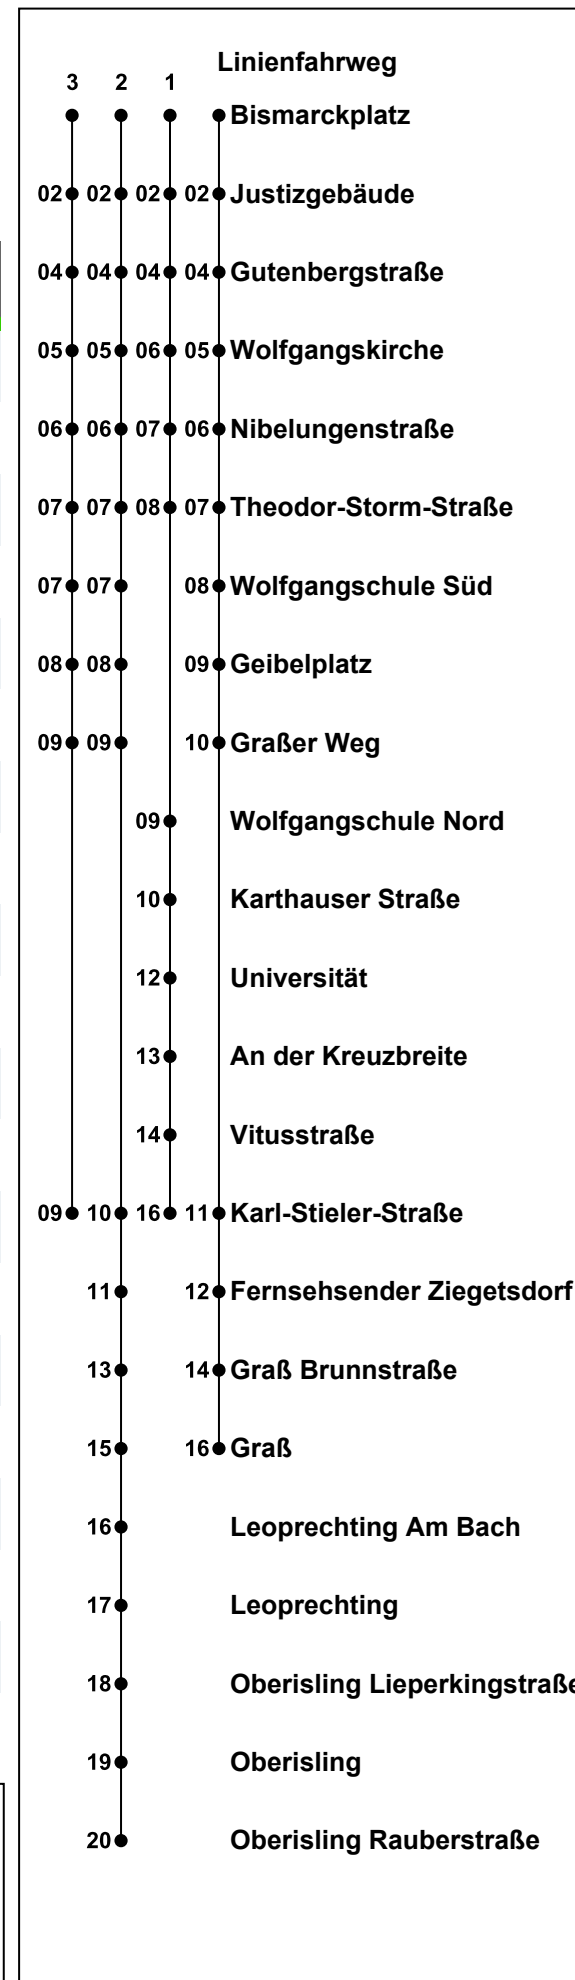 Linienfahrweg
3 2 1
Bismarckplatz
02 02 02 02 Justizgebäude
04 04 04 04 Gutenbergstraße
05 05 06 05 Wolfgangskirche
06 06 07 06 Nibelungenstraße
07 07 08 07 Theodor-Storm-Straße
07 07 08 Wolfgangschule Süd
08 08 09 Geibelplatz
09 09 10 Graßer Weg
09 Wolfgangschule Nord
10 Karthauser Straße
12 Universität
13 An der Kreuzbreite
14 Vitusstraße
09 10 16 11 Karl-Stieler-Straße
11 12 Fernsehsender Ziegetsdorf
13 14 Graß Brunnstraße
15 16 Graß
16 Leoprechting Am Bach
17 Leoprechting
18 Oberisling Lieperkingstraße
19 Oberisling
20 Oberisling Rauberstraße